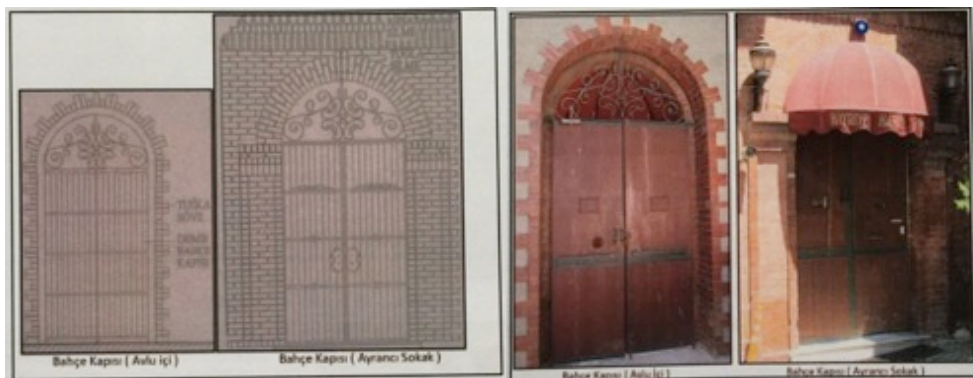 TUĞLA
SÖVE
DEMİR
BAHÇE
KAPISI
Bahçe Kapısı ( Avlu içi )
Bahçe Kapısı ( Ayrancı Sokak )
Bahçe Kapısı ( Avlu İçi )
Bahçe Kapısı ( Ayrancı Sokak )